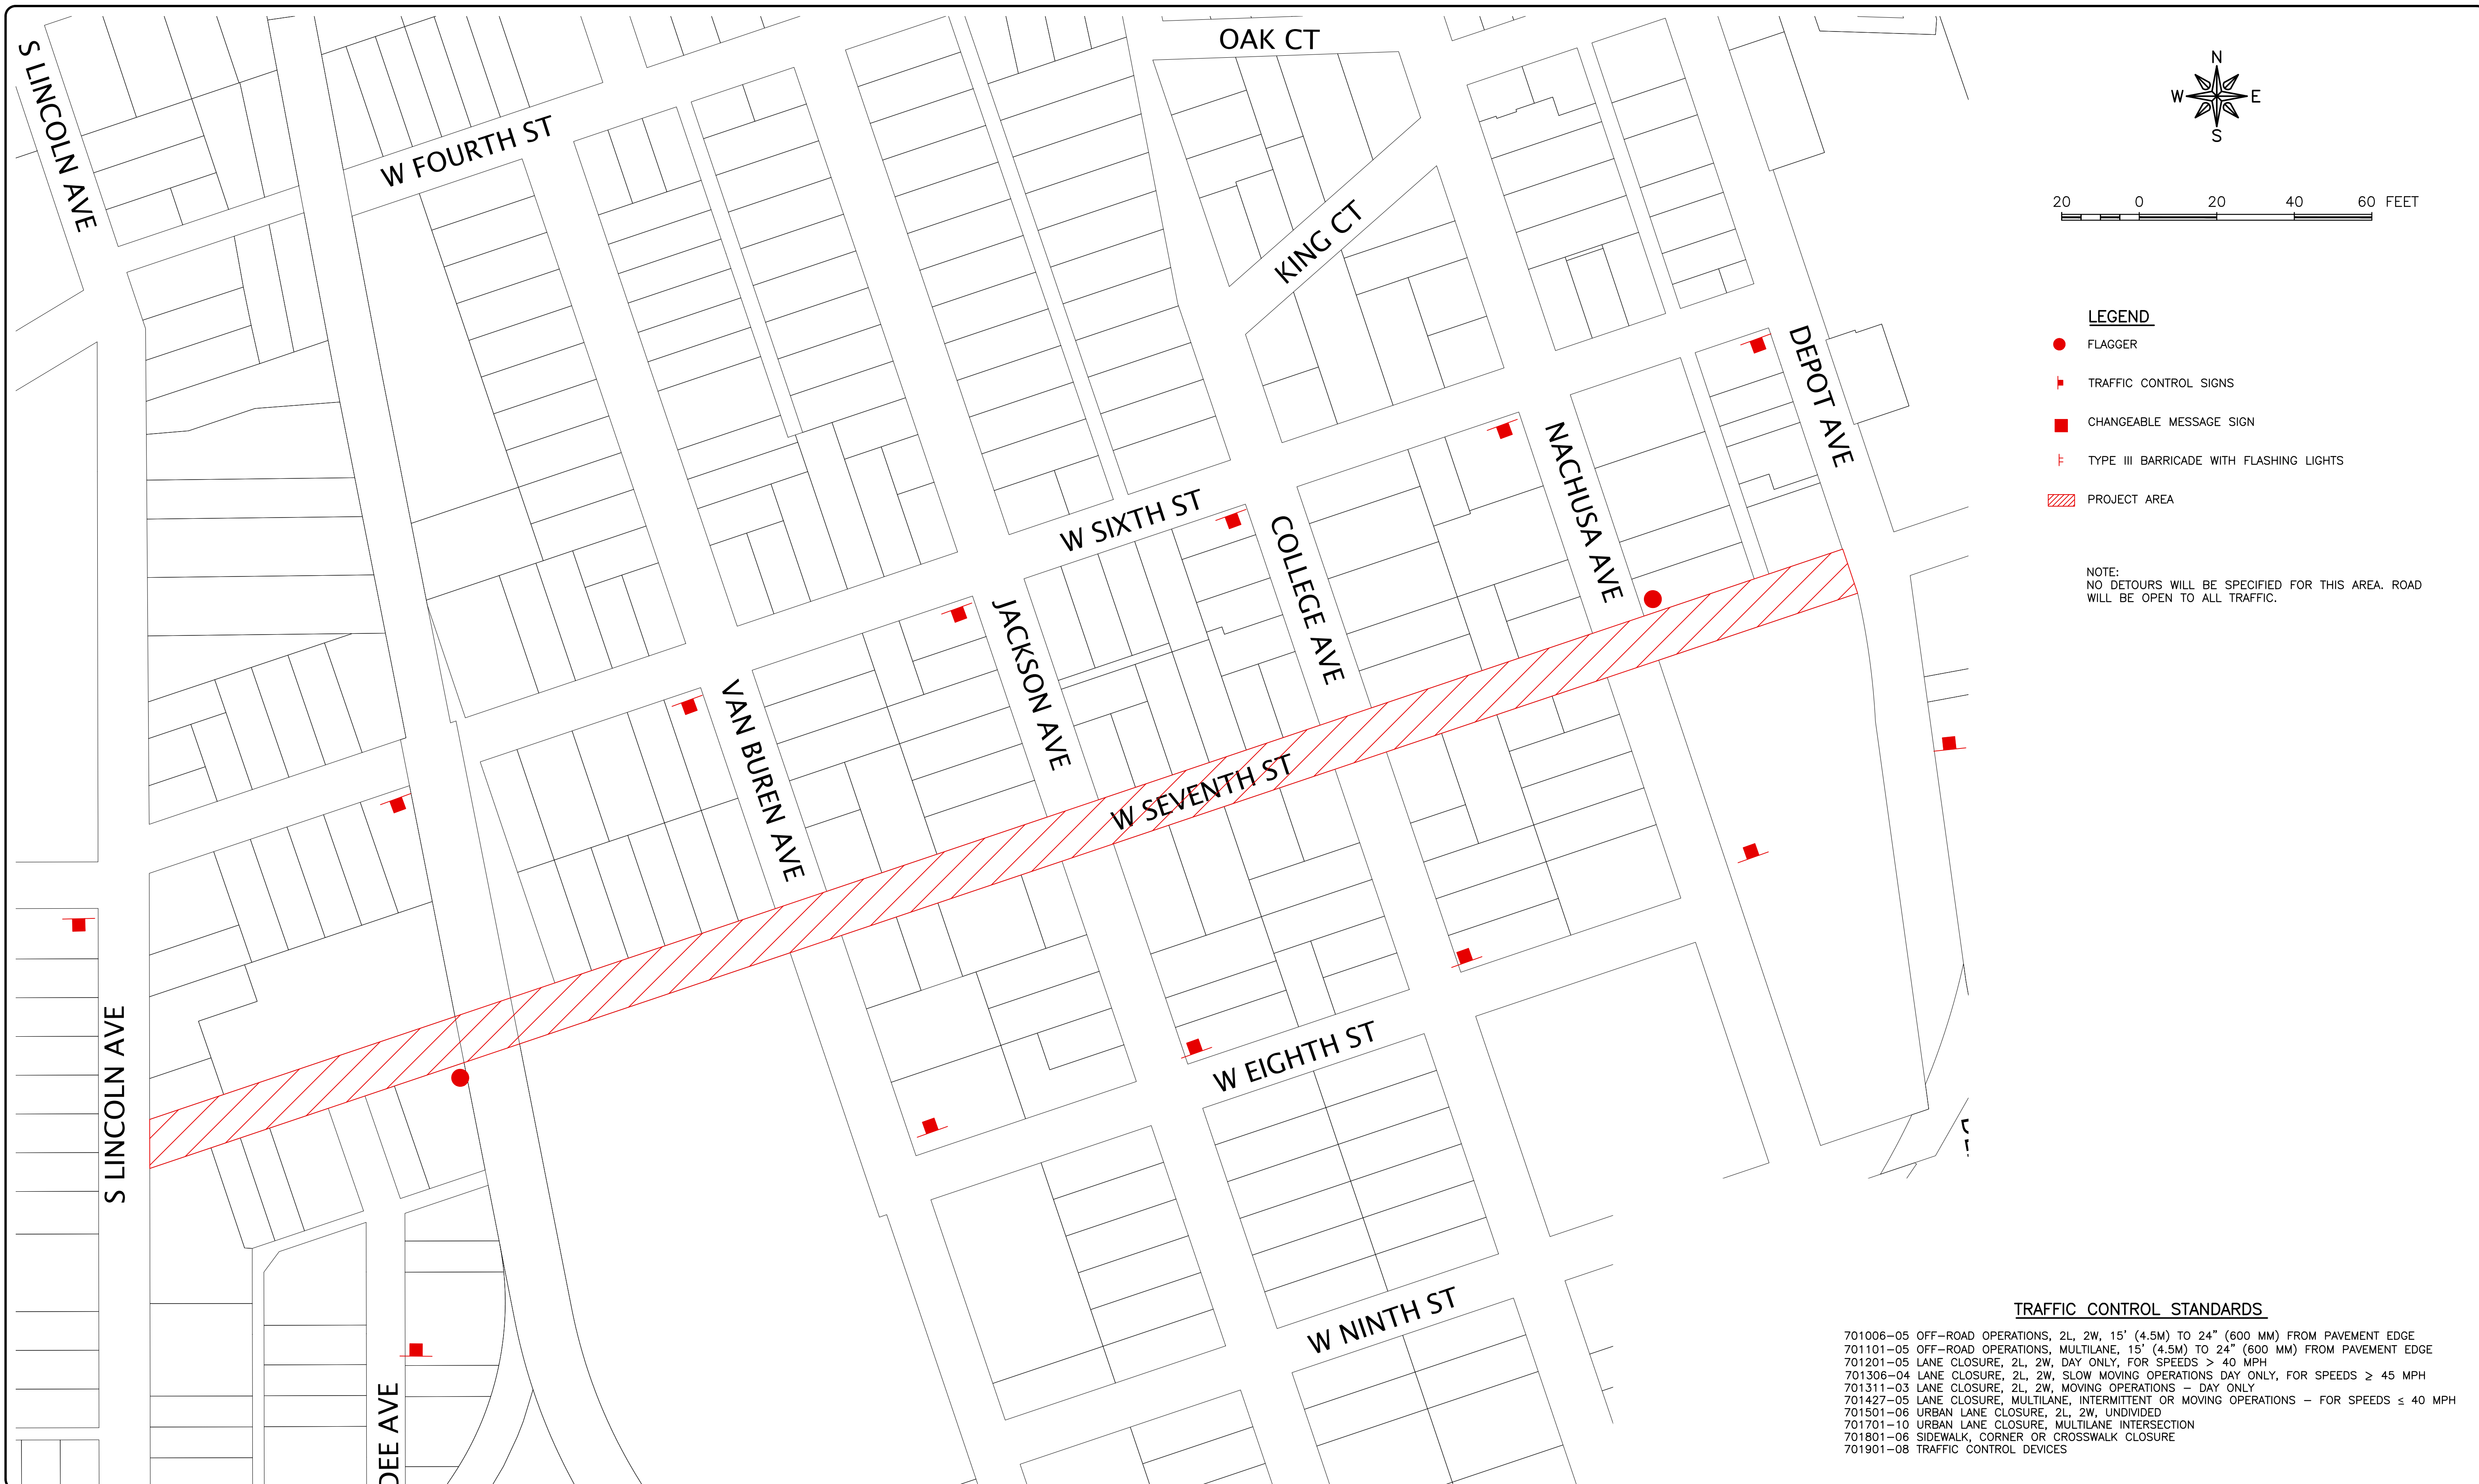 S LINCOLN AVE
W FOURTH ST
OAK CT
KING CT
N
W E
S
20 0 20 40 60 FEET
LEGEND
FLAGGER
TRAFFIC CONTROL SIGNS
CHANGEABLE MESSAGE SIGN
TYPE III BARRICADE WITH FLASHING LIGHTS
PROJECT AREA
NOTE:
NO DETOURS WILL BE SPECIFIED FOR THIS AREA. ROAD
WILL BE OPEN TO ALL TRAFFIC.
DEPOT AVE
NACHUSA AVE
W SIXTH ST
COLLEGE AVE
JACKSON AVE
VAN BUREN AVE
W SEVENTH ST
S LINCOLN AVE
W EIGHTH ST
W NINTH ST
DEE AVE
TRAFFIC CONTROL STANDARDS
701006-05 OFF-ROAD OPERATIONS, 2L, 2W, 15' (4.5M) TO 24" (600 MM) FROM PAVEMENT EDGE
701101-05 OFF-ROAD OPERATIONS, MULTILANE, 15' (4.5M) TO 24" (600 MM) FROM PAVEMENT EDGE
701201-05 LANE CLOSURE, 2L, 2W, DAY ONLY, FOR SPEEDS > 40 MPH
701306-04 LANE CLOSURE, 2L, 2W, SLOW MOVING OPERATIONS DAY ONLY, FOR SPEEDS ≥ 45 MPH
701311-03 LANE CLOSURE, 2L, 2W, MOVING OPERATIONS - DAY ONLY
701427-05 LANE CLOSURE, MULTILANE, INTERMITTENT OR MOVING OPERATIONS - FOR SPEEDS ≤ 40 MPH
701501-06 URBAN LANE CLOSURE, 2L, 2W, UNDIVIDED
701701-10 URBAN LANE CLOSURE, MULTILANE INTERSECTION
701801-06 SIDEWALK, CORNER OR CROSSWALK CLOSURE
701901-08 TRAFFIC CONTROL DEVICES